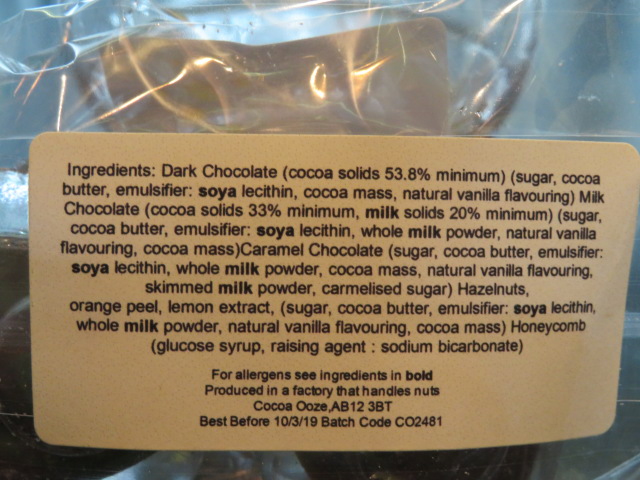 Ingredients: Dark Chocolate (cocoa solids 53.8% minimum) (sugar, cocoa
butter, emulsifier: soya lecithin, cocoa mass, natural vanilla flavouring) Milk
Chocolate (cocoa solids 33% minimum, milk solids 20% minimum) (sugar,
cocoa butter, emulsifier: soya lecithin, whole milk powder, natural vanilla
flavouring, cocoa mass)Caramel Chocolate (sugar, cocoa butter, emulsifier:
soya lecithin, whole milk powder, cocoa mass, natural vanilla flavouring,
skimmed milk powder, carmelised sugar) Hazelnuts,
orange peel, lemon extract, (sugar, cocoa butter, emulsifier: soya lecithin,
whole milk powder, natural vanilla flavouring, cocoa mass) Honeycomb
(glucose syrup, raising agent : sodium bicarbonate)
For allergens see ingredients in bold
Produced in a factory that handles nuts
Cocoa Ooze,AB12 3BT
Best Before 10/3/19 Batch Code CO2481